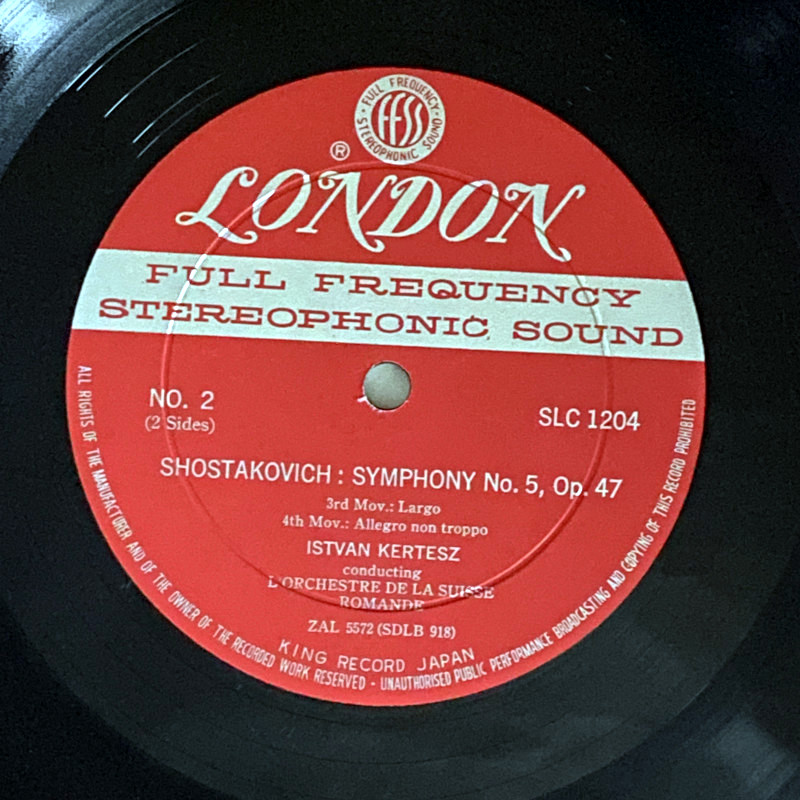 FULL FREQUENCY
FFSS
STEREOPHONIC SOUND
®
LONDON
FULL FREQUENCY
STEREOPHONIC SOUND
NO. 2
(2 Sides)
SLC 1204
SHOSTAKOVICH : SYMPHONY No. 5, Op. 47
3rd Mov.: Largo
4th Mov.: Allegro non troppo
ISTVAN KERTESZ
conducting
L'ORCHESTRE DE LA SUISSE
ROMANDE
ZAL 5572 (SDLB 918)
KING RECORD JAPAN
ALL RIGHTS OF THE MANUFACTURER AND OF THE OWNER OF THE RECORDED WORK RESERVED · UNAUTHORISED PUBLIC PERFORMANCE BROADCASTING AND COPYING OF THIS RECORD PROHIBITED